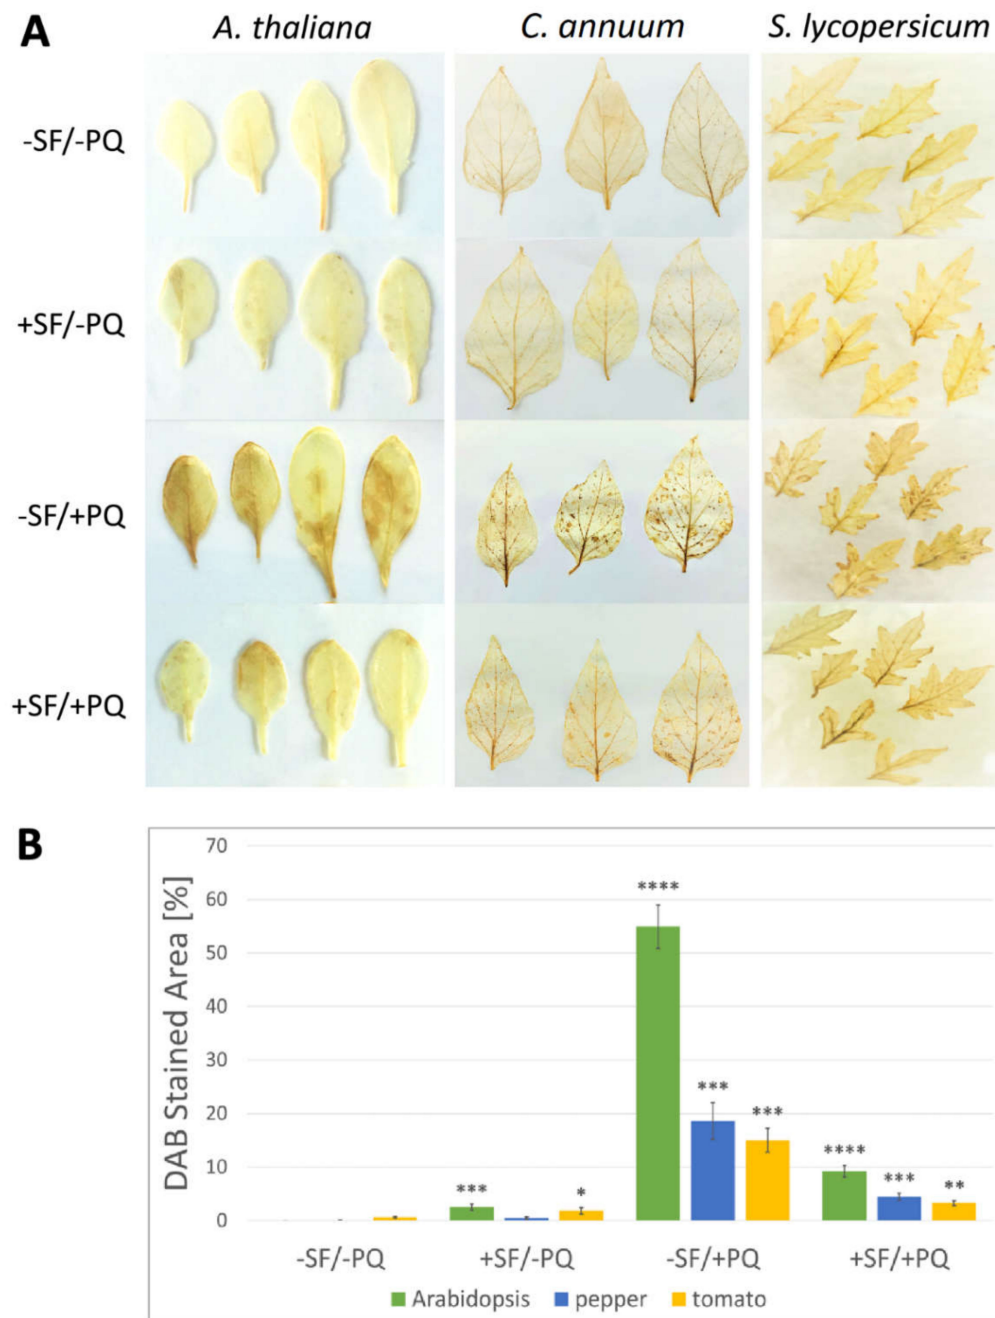 A
A. thaliana
C. annuum
S. lycopersicum
-SF/-PQ
+SF/-PQ
-SF/+PQ
+SF/+PQ
B
DAB Stained Area [%]
70
60
50
40
30
20
10
0
***
*
****
***
***
****
***
**
-SF/-PQ
+SF/-PQ
-SF/+PQ
+SF/+PQ
Arabidopsis
pepper
tomato